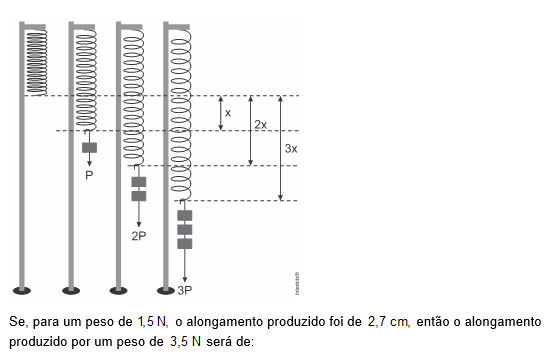 x
2x
3x
P
2P
3P
Interbits®
Se, para um peso de 1,5 N, o alongamento produzido foi de 2,7 cm, então o alongamento
produzido por um peso de 3,5 N será de: